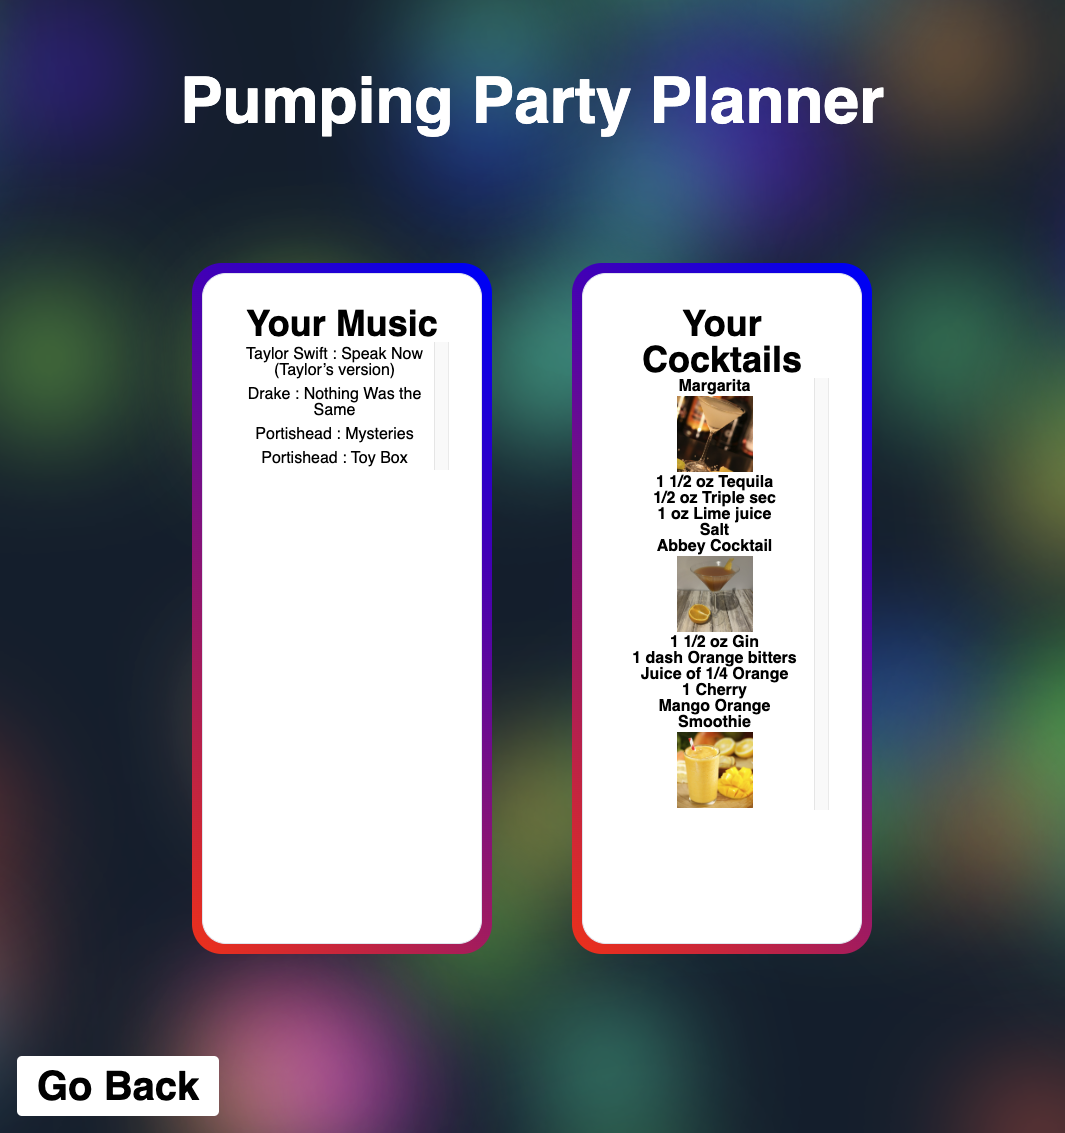 Pumping Party Planner
Your Music
Taylor Swift : Speak Now
(Taylor’s version)
Drake : Nothing Was the
Same
Portishead : Mysteries
Portishead : Toy Box
Your
Cocktails
Margarita
1 1/2 oz Tequila
1/2 oz Triple sec
1 oz Lime juice
Salt
Abbey Cocktail
1 1/2 oz Gin
1 dash Orange bitters
Juice of 1/4 Orange
1 Cherry
Mango Orange
Smoothie
Go Back